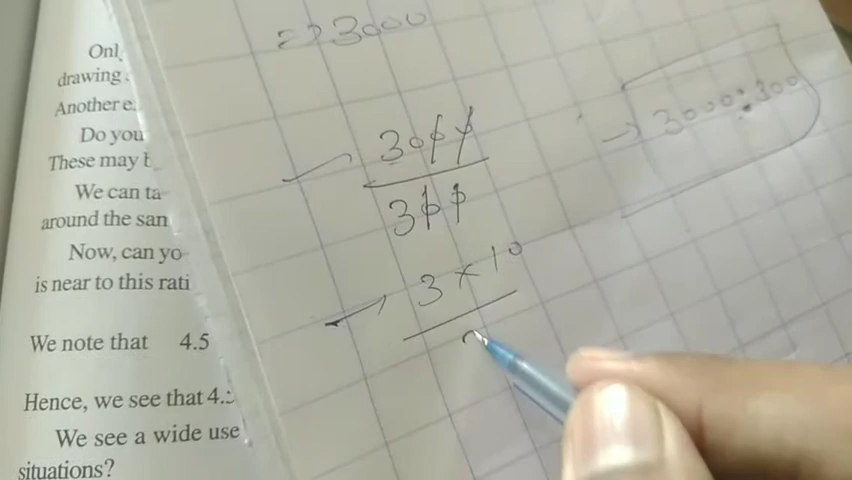 Onl
drawing
Another e
Do you
These may b
We can ta
around the san
Now, can yo
is near to this rati
We note that 4.5
Hence, we see that 4.
We see a wide use
situations?
=> 3000
3000
300
3 × 10
→ 3000:300